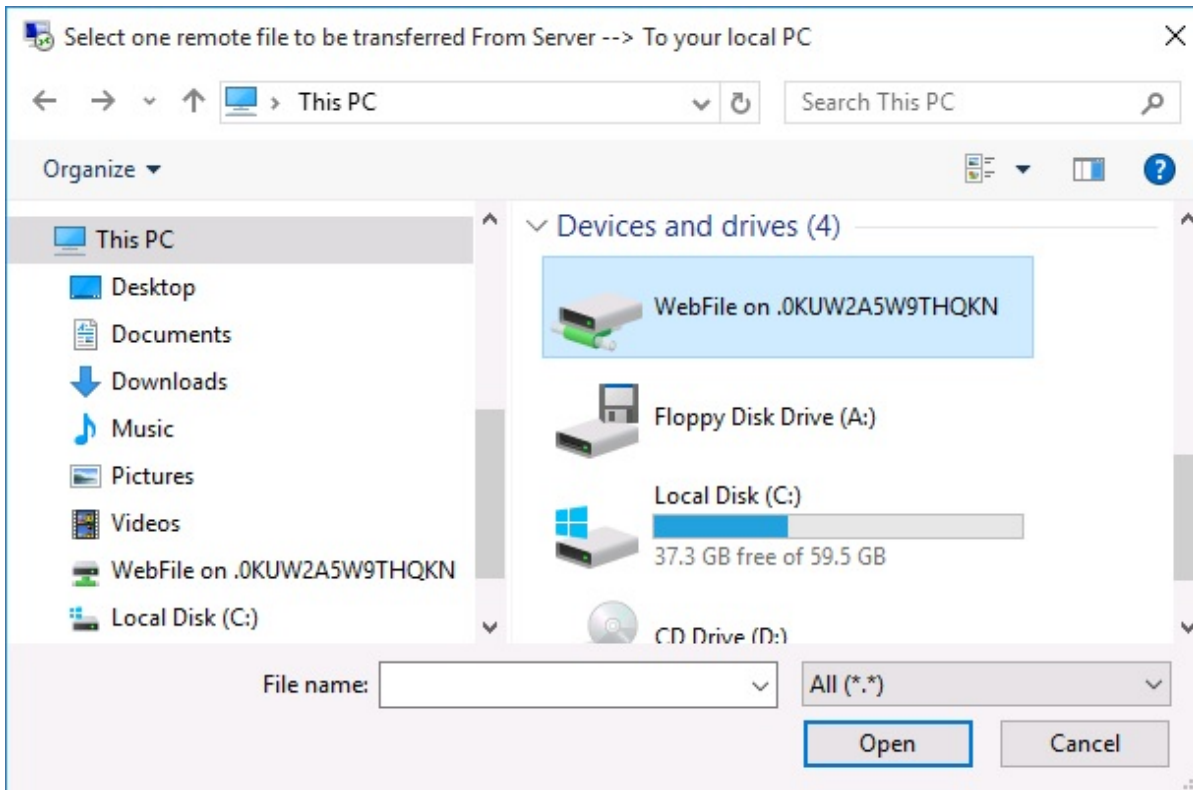 Select one remote file to be transferred From Server --> To your local PC
This PC
Search This PC
Organize
This PC
Desktop
Documents
Downloads
Music
Pictures
Videos
WebFile on .0KUW2A5W9THQKN
Local Disk (C:)
Devices and drives (4)
WebFile on .0KUW2A5W9THQKN
Floppy Disk Drive (A:)
Local Disk (C:)
37.3 GB free of 59.5 GB
CD Drive (D:)
File name:
All (*.*)
Open
Cancel